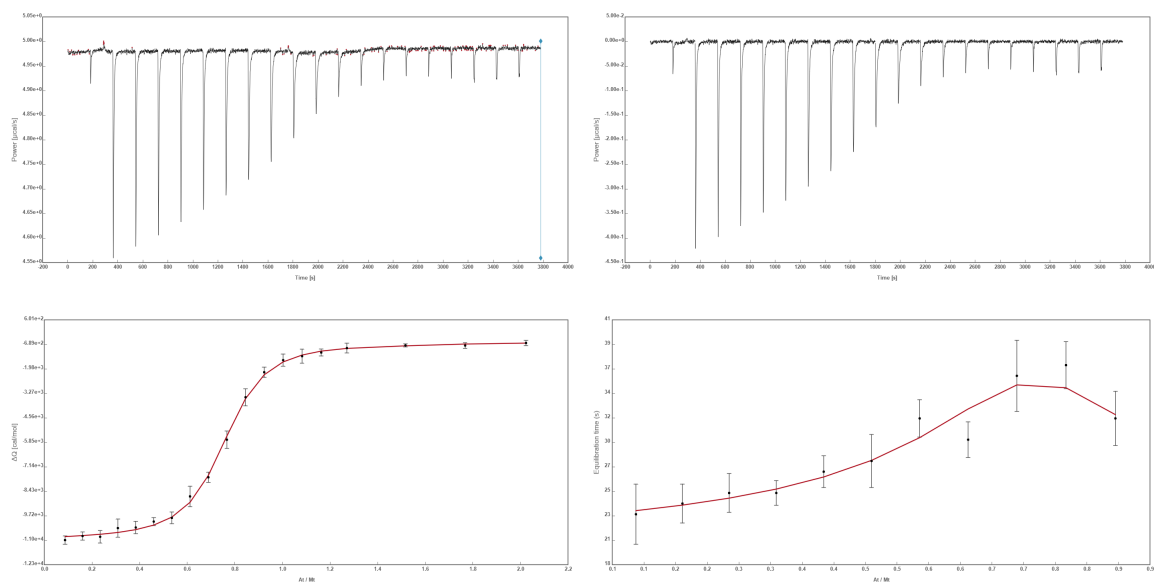 5.05e+0
5.00e+0
4.95e+0
4.90e+0
4.85e+0
4.80e+0
4.75e+0
4.70e+0
4.65e+0
4.60e+0
4.55e+0
Power [µcal/s]
-200 0 200 400 600 800 1000 1200 1400 1600 1800 2000 2200 2400 2600 2800 3000 3200 3400 3600 3800 4000
Time [s]
5.00e-2
0.00e+0
-5.00e-2
-1.00e-1
-1.50e-1
-2.00e-1
-2.50e-1
-3.00e-1
-3.50e-1
-4.00e-1
-4.50e-1
Power [µcal/s]
-200 0 200 400 600 800 1000 1200 1400 1600 1800 2000 2200 2400 2600 2800 3000 3200 3400 3600 3800 4000
Time [s]
6.01e+2
-6.89e+2
-1.98e+3
-3.27e+3
-4.56e+3
-5.85e+3
-7.14e+3
-8.43e+3
-9.72e+3
-1.10e+4
-1.23e+4
ΔQ [cal/mol]
0.0 0.2 0.4 0.6 0.8 1.0 1.2 1.4 1.6 1.8 2.0 2.2
At / Mt
41
39
37
34
32
30
27
25
23
21
18
Equilibration time (s)
0.1 0.1 0.2 0.3 0.4 0.4 0.5 0.6 0.7 0.7 0.8 0.9 0.9
At / Mt